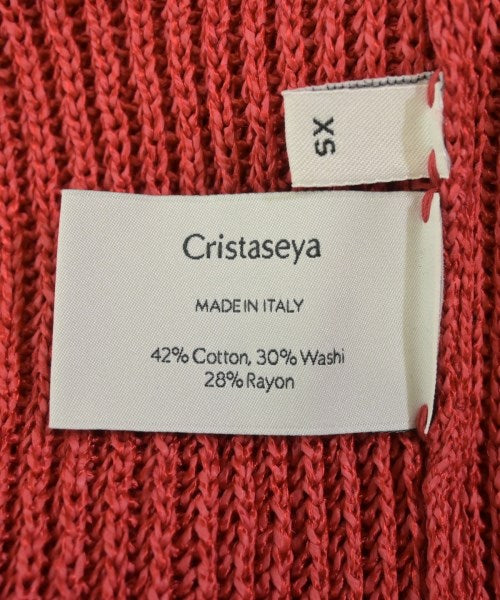 XS
Cristaseya
MADE IN ITALY
42% Cotton, 30% Washi
28% Rayon